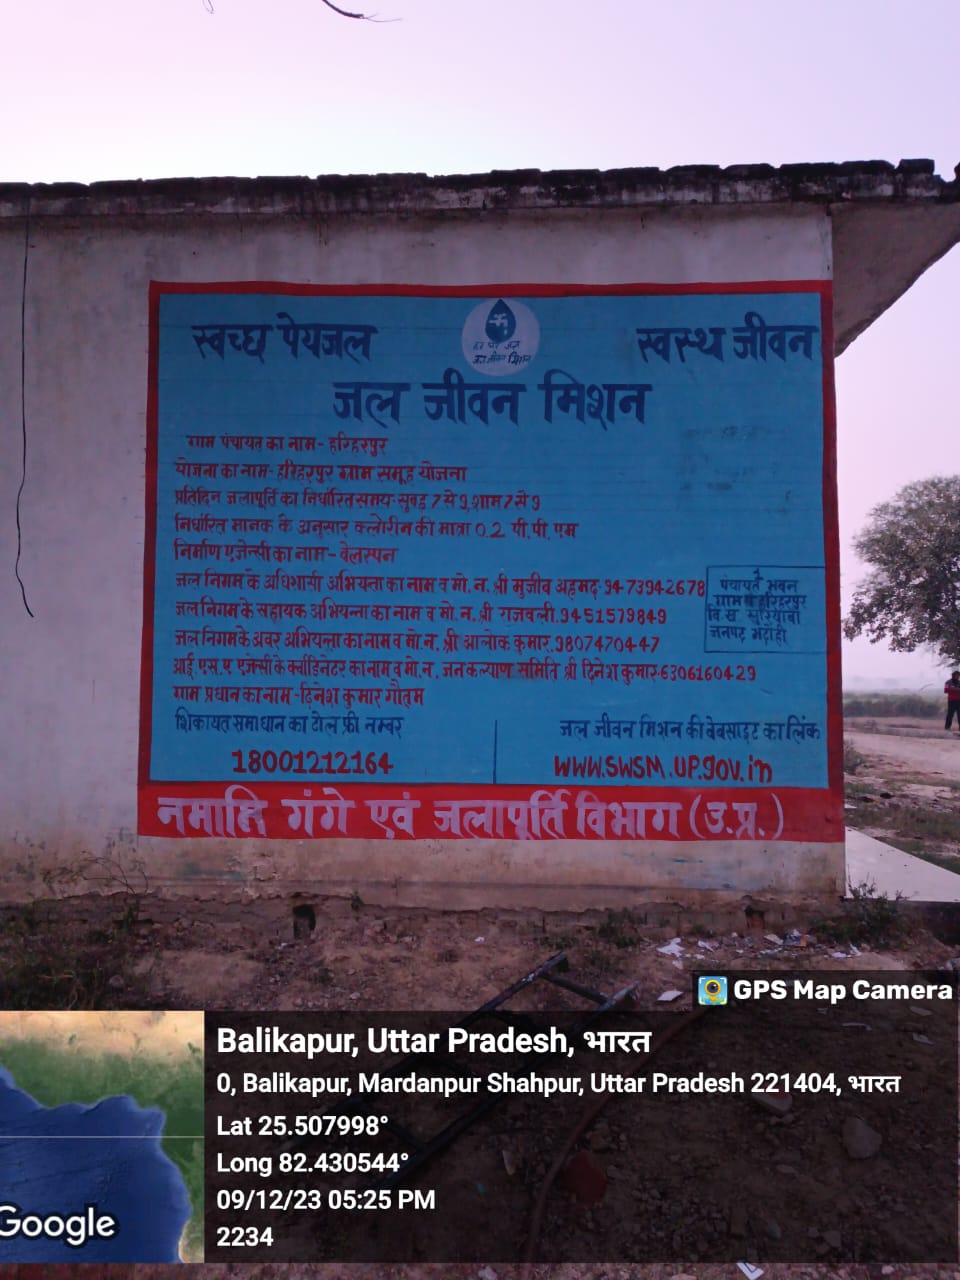 स्वच्छ पेयजल
हर घर जल
जल जीवन मिशन
स्वस्थ जीवन
जल जीवन मिशन
ग्राम पंचायत का नाम- हरिहरपुर
योजना का नाम- हरिहरपुर ग्राम समूह योजना
प्रतिदिन जलापूर्ति का निर्धारित समय- सुबह 7 से 9, शाम 7 से 9
निर्धारित मानक के अनुसार क्लोरीन की मात्रा 0.2 पी.पी.एम
निर्माण एजेन्सी का नाम- वेलस्पन
जल निगम के अधिशासी अभियन्ता का नाम व मो. न. श्री मुजीव अहमद- 9473942678
जल निगम के सहायक अभियन्ता का नाम व मो. न. श्री राजवली. 9451579849
जल निगम के अवर अभियन्ता का नाम व मो. न. श्री आलोक कुमार. 9807470447
आई. एस. ए एजेन्सी के क्वार्डिनेटर का नाम व मो. न. जन कल्याण समिति श्री दिनेश कुमार- 6306160429
ग्राम प्रधान का नाम- दिनेश कुमार गौतम
पंचायत भवन
ग्राम हरिहरपुर
वि. ख. सुरियावां
जनपद भदोही
शिकायत समाधान का टोल फ्री नम्बर
18001212164
जल जीवन मिशन की वेबसाइट का लिंक
www.swsm.up.gov.in
नमामि गंगे एवं जलापूर्ति विभाग (उ.प्र.)
GPS Map Camera
Balikapur, Uttar Pradesh, भारत
0, Balikapur, Mardanpur Shahpur, Uttar Pradesh 221404, भारत
Lat 25.507998°
Long 82.430544°
09/12/23 05:25 PM
2234
Google